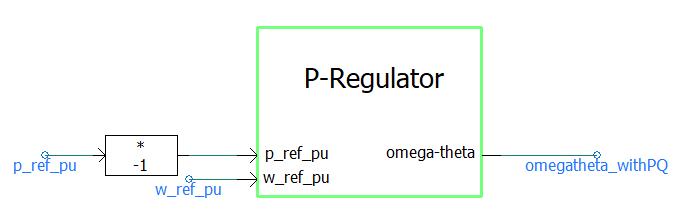 P-Regulator
*
-1
p_ref_pu
p_ref_pu
omega-theta
w_ref_pu
w_ref_pu
omegatheta_withPQ